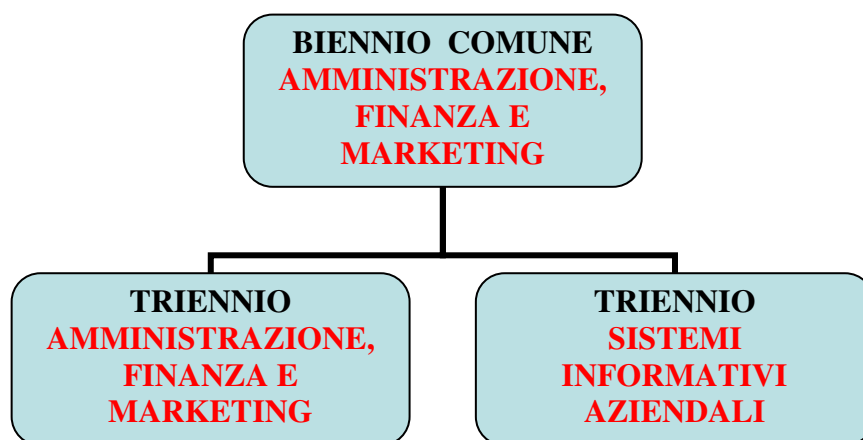 BIENNIO COMUNE
AMMINISTRAZIONE,
FINANZA E
MARKETING
TRIENNIO
AMMINISTRAZIONE,
FINANZA E
MARKETING
TRIENNIO
SISTEMI
INFORMATIVI
AZIENDALI